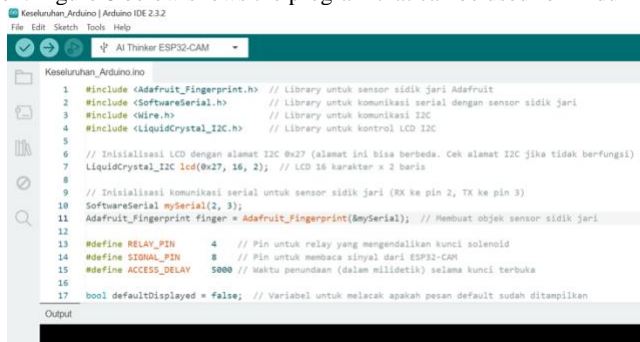 Keseluruhan_Arduino | Arduino IDE 2.3.2
File Edit Sketch Tools Help
AI Thinker ESP32-CAM
Keseluruhan_Arduino.ino
1 #include <Adafruit_Fingerprint.h> // Library untuk sensor sidik jari Adafruit
2 #include <SoftwareSerial.h> // Library untuk komunikasi serial dengan sensor sidik jari
3 #include <Wire.h> // Library untuk komunikasi I2C
4 #include <LiquidCrystal_I2C.h> // Library untuk kontrol LCD I2C
5
6 // Inisialisasi LCD dengan alamat I2C 0x27 (alamat ini bisa berbeda. Cek alamat I2C jika tidak berfungsi)
7 LiquidCrystal_I2C lcd(0x27, 16, 2); // LCD 16 karakter x 2 baris
8
9 // Inisialisasi komunikasi serial untuk sensor sidik jari (RX ke pin 2, TX ke pin 3)
10 SoftwareSerial mySerial(2, 3);
11 Adafruit_Fingerprint finger = Adafruit_Fingerprint(&mySerial); // Membuat objek sensor sidik jari
12
13 #define RELAY_PIN 4 // Pin untuk relay yang mengendalikan kunci solenoid
14 #define SIGNAL_PIN 8 // Pin untuk membaca sinyal dari ESP32-CAM
15 #define ACCESS_DELAY 5000 // Waktu penundaan (dalam milidetik) selama kunci terbuka
16
17 bool defaultDisplayed = false; // Variabel untuk melacak apakah pesan default sudah ditampilkan
Output